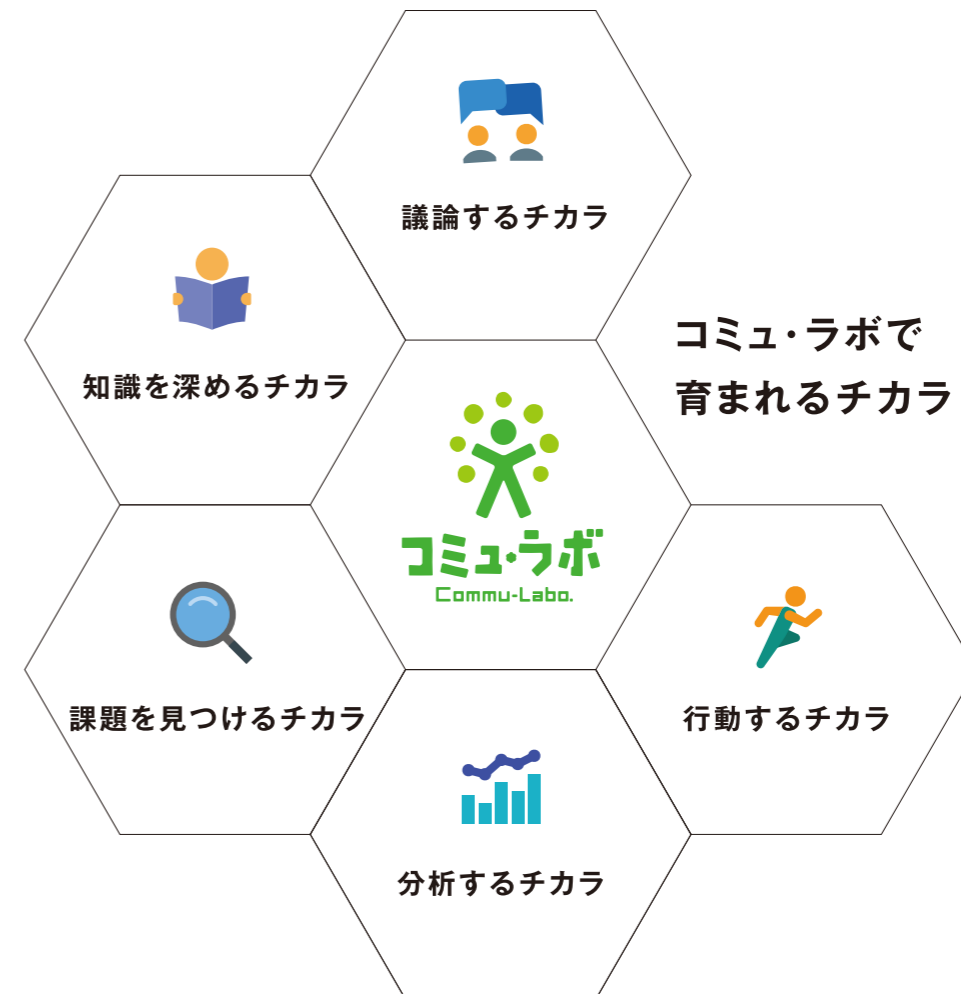 議論するチカラ
知識を深めるチカラ
コミュ・ラボで
育まれるチカラ
コミュ・ラボ
Commu-Labo.
課題を見つけるチカラ
行動するチカラ
分析するチカラ